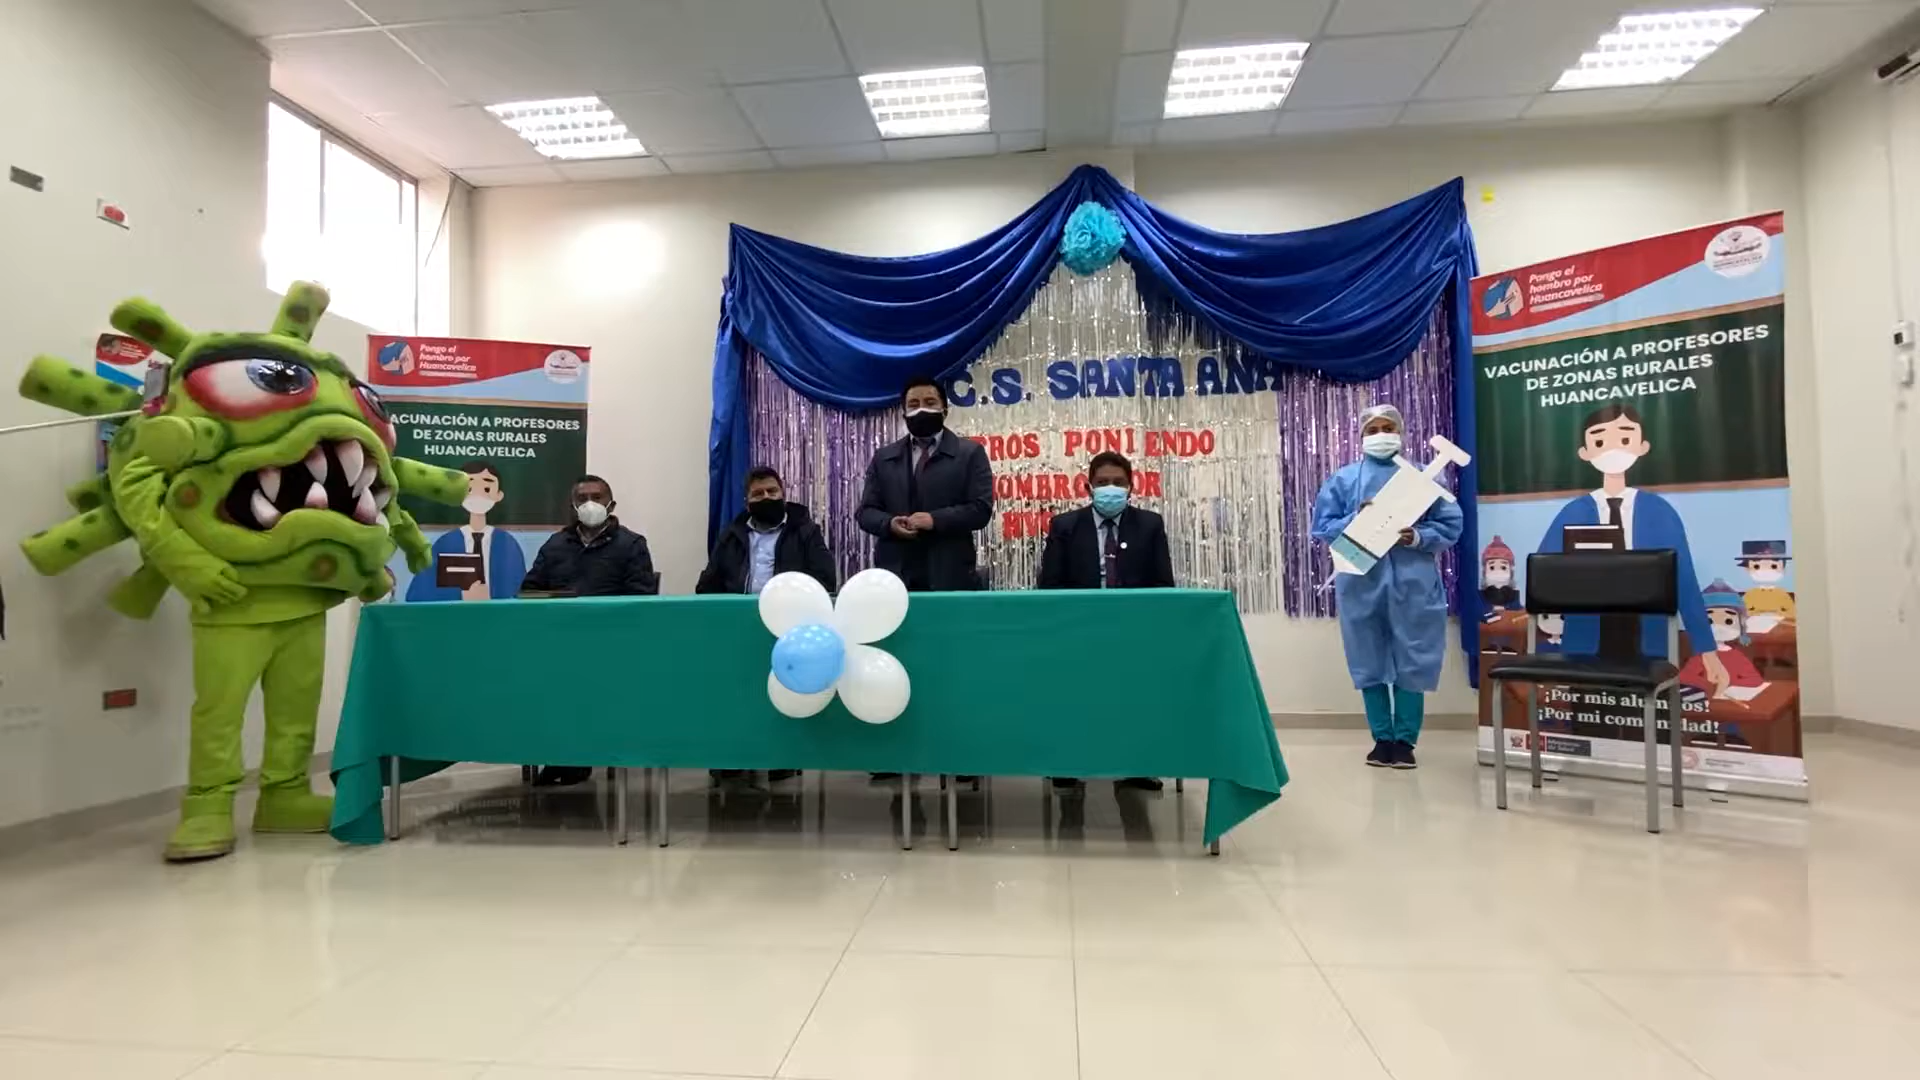 Pongo el
hombro por
Huancavelica
VACUNACIÓN A PROFESORES
DE ZONAS RURALES
HUANCAVELICA
C.S. SANTA ANA
PONIENDO
Pongo el
hombro por
Huancavelica
HUANCAVELICA
VACUNACIÓN A PROFESORES
DE ZONAS RURALES
HUANCAVELICA
¡Por mis alumnos!
¡Por mi comunidad!